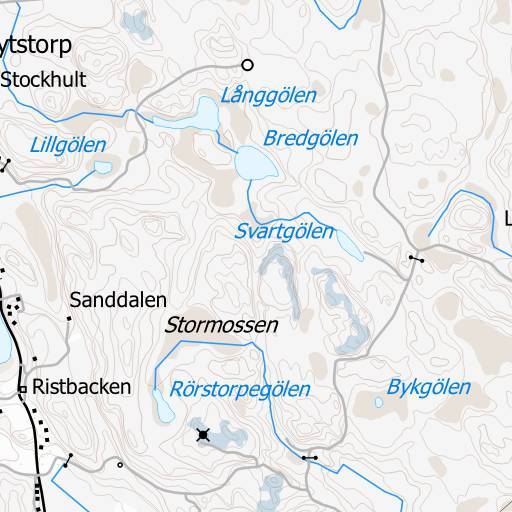 Stockhult
Långgölen
Lillgölen
Bredgölen
Svartgölen
Sanddalen
Stormossen
Ristbacken
Rörstorpegölen
Bykgölen